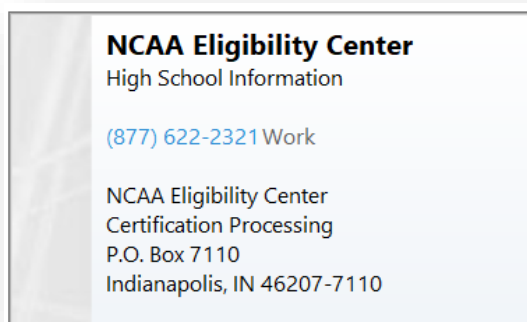 NCAA Eligibility Center
High School Information
(877) 622-2321 Work
NCAA Eligibility Center
Certification Processing
P.O. Box 7110
Indianapolis, IN 46207-7110